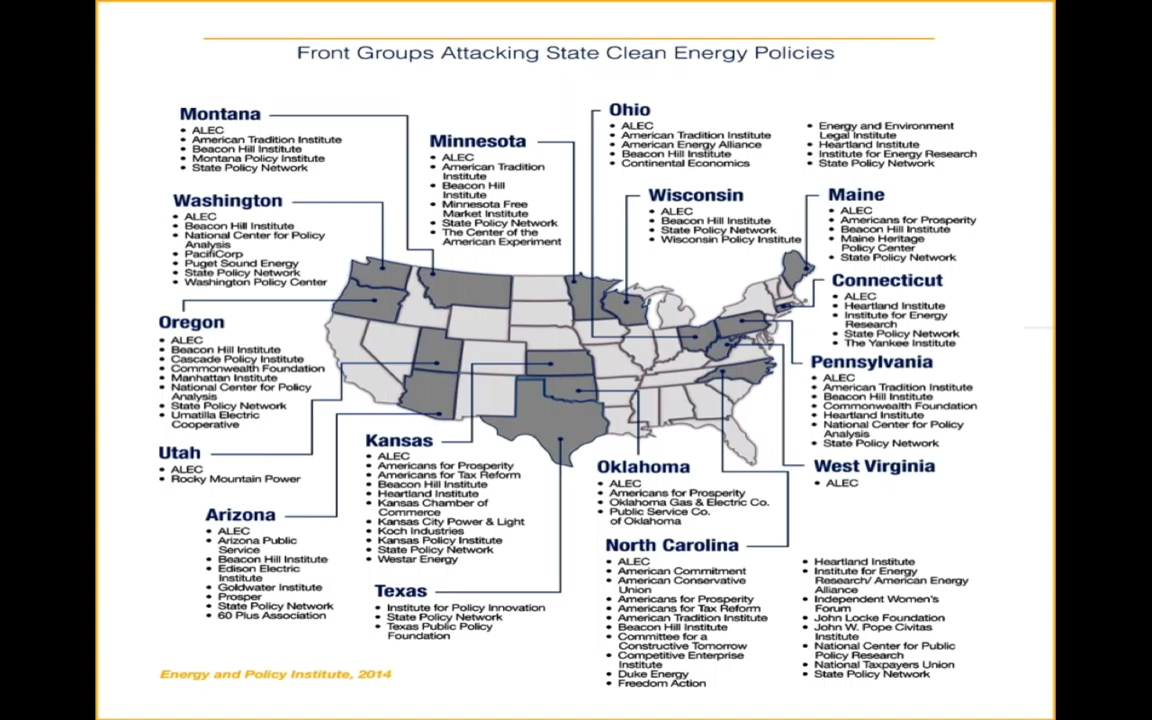 Front Groups Attacking State Clean Energy Policies
Montana
• ALEC
• American Tradition Institute
• Beacon Hill Institute
• Montana Policy Institute
• State Policy Network
Washington
• ALEC
• Beacon Hill Institute
• National Center for Policy
Analysis
• PacifiCorp
• Puget Sound Energy
• State Policy Network
• Washington Policy Center
Oregon
• ALEC
• Beacon Hill Institute
• Cascade Policy Institute
• Commonwealth Foundation
• Manhattan Institute
• National Center for Policy
Analysis
• State Policy Network
• Umatilla Electric
Cooperative
Utah
• ALEC
• Rocky Mountain Power
Arizona
• ALEC
• Arizona Public
Service
• Beacon Hill Institute
• Edison Electric
Institute
• Goldwater Institute
• Prosper
• State Policy Network
• 60 Plus Association
Minnesota
• ALEC
• American Tradition
Institute
• Beacon Hill
Institute
• Minnesota Free
Market Institute
• State Policy Network
• The Center of the
American Experiment
Kansas
• ALEC
• Americans for Prosperity
• Americans for Tax Reform
• Beacon Hill Institute
• Heartland Institute
• Kansas Chamber of
Commerce
• Kansas City Power & Light
• Koch Industries
• Kansas Policy Institute
• State Policy Network
• Westar Energy
Texas
• Institute for Policy Innovation
• State Policy Network
• Texas Public Policy
Foundation
Ohio
• ALEC
• American Tradition Institute
• American Energy Alliance
• Beacon Hill Institute
• Continental Economics
• Energy and Environment
Legal Institute
• Heartland Institute
• Institute for Energy Research
• State Policy Network
Wisconsin
• ALEC
• Beacon Hill Institute
• State Policy Network
• Wisconsin Policy Institute
Maine
• ALEC
• Americans for Prosperity
• Beacon Hill Institute
• Maine Heritage
Policy Center
• State Policy Network
Connecticut
• ALEC
• Heartland Institute
• Institute for Energy
Research
• State Policy Network
• The Yankee Institute
Pennsylvania
• ALEC
• American Tradition Institute
• Beacon Hill Institute
• Commonwealth Foundation
• Heartland Institute
• National Center for Policy
Analysis
• State Policy Network
West Virginia
• ALEC
Oklahoma
• ALEC
• Americans for Prosperity
• Oklahoma Gas & Electric Co.
• Public Service Co.
of Oklahoma
North Carolina
• ALEC
• American Commitment
• American Conservative
Union
• Americans for Prosperity
• Americans for Tax Reform
• American Tradition Institute
• Beacon Hill Institute
• Committee for a
Constructive Tomorrow
• Competitive Enterprise
Institute
• Duke Energy
• Freedom Action
• Heartland Institute
• Institute for Energy
Research/ American Energy
Alliance
• Independent Women's
Forum
• John Locke Foundation
• John W. Pope Civitas
Institute
• National Center for Public
Policy Research
• National Taxpayers Union
• State Policy Network
Energy and Policy Institute, 2014